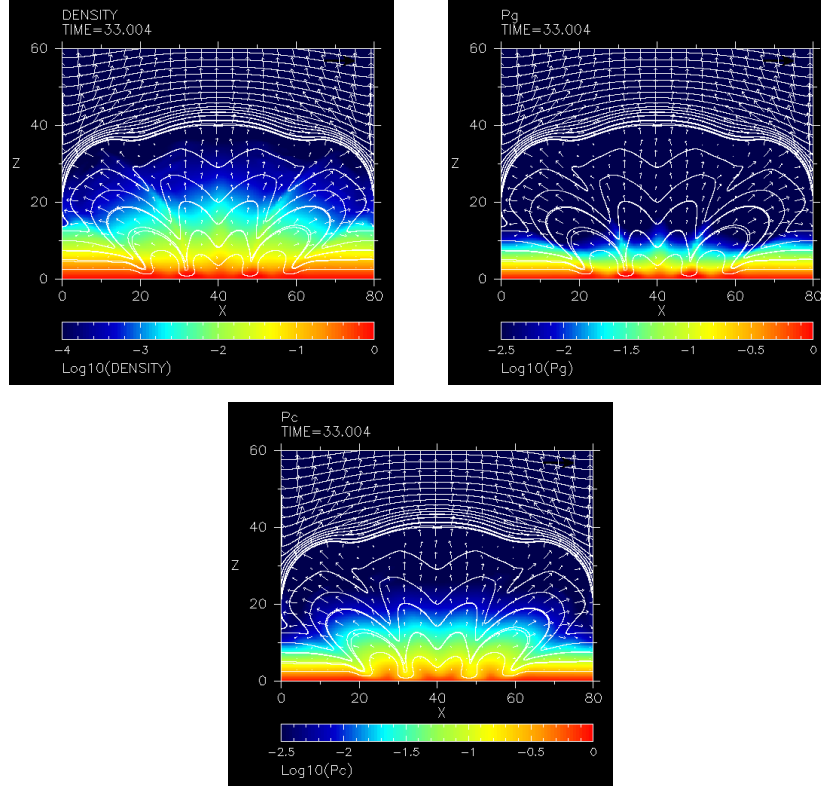 DENSITY
TIME=33.004
60
40
Z
20
0
0 20 40 60 80
X
−4 −3 −2 −1 0
Log10(DENSITY)
Pg
TIME=33.004
60
40
Z
20
0
0 20 40 60 80
X
−2.5 −2 −1.5 −1 −0.5 0
Log10(Pg)
Pc
TIME=33.004
60
40
Z
20
0
0 20 40 60 80
X
−2.5 −2 −1.5 −1 −0.5 0
Log10(Pc)